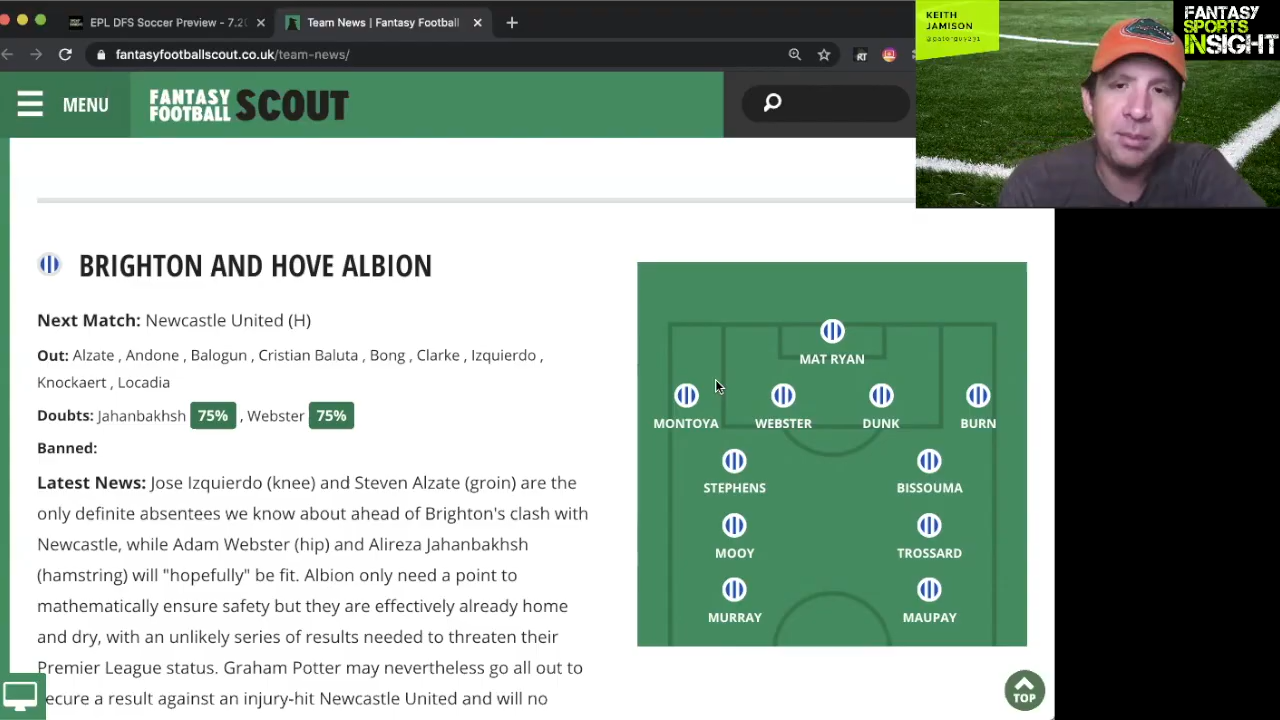 EPL DFS Soccer Preview - 7.2
Team News | Fantasy Football
KEITH
JAMISON
FANTASY
SPORTS
INSIGHT
fantasyfootballscout.co.uk/team-news/
RT
MENU
FANTASY
FOOTBALL
SCOUT
BRIGHTON AND HOVE ALBION
Next Match: Newcastle United (H)
Out: Alzate , Andone , Balogun , Cristian Baluta , Bong , Clarke , Izquierdo ,
Knockaert , Locadia
Doubts: Jahanbakhsh 75% , Webster 75%
Banned:
Latest News: Jose Izquierdo (knee) and Steven Alzate (groin) are the
only definite absentees we know about ahead of Brighton's clash with
Newcastle, while Adam Webster (hip) and Alireza Jahanbakhsh
(hamstring) will "hopefully" be fit. Albion only need a point to
mathematically ensure safety but they are effectively already home
and dry, with an unlikely series of results needed to threaten their
Premier League status. Graham Potter may nevertheless go all out to
ecure a result against an injury-hit Newcastle United and will no
MAT RYAN
MONTOYA
WEBSTER
DUNK
BURN
STEPHENS
BISSOUMA
MOOY
TROSSARD
MURRAY
MAUPAY
TOP